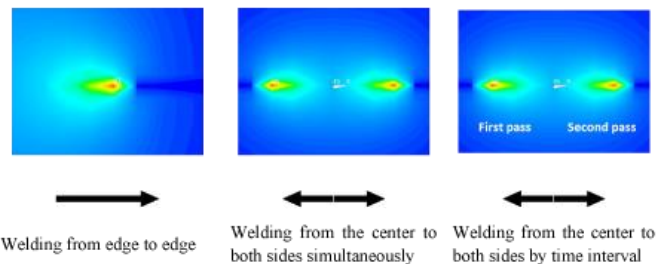 First pass
Second pass
Welding from edge to edge
Welding from the center to
both sides simultaneously
Welding from the center to
both sides by time interval